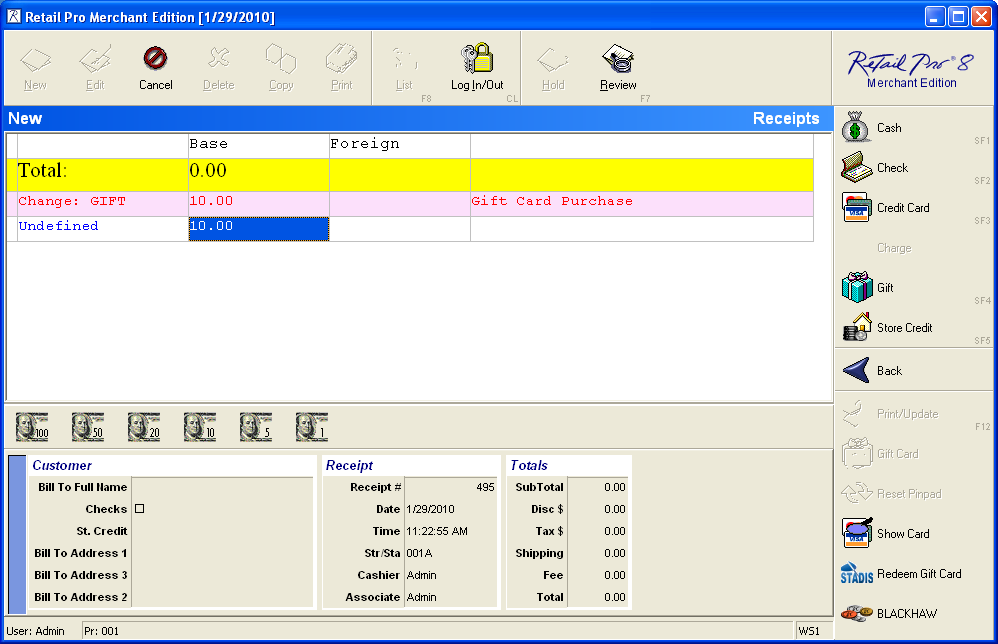 Retail Pro Merchant Edition [1/29/2010]
New
Edit
Cancel
Delete
Copy
Print
List
F8
Log In/Out
CL
Hold
Review
F7
Retail Pro® 8
Merchant Edition
New Receipts
Base Foreign
Total: 0.00
Change: GIFT 10.00 Gift Card Purchase
Undefined 10.00
100 50 20 10 5 1
Customer
Bill To Full Name
Checks
St. Credit
Bill To Address 1
Bill To Address 3
Bill To Address 2
Receipt
Receipt # 495
Date 1/29/2010
Time 11:22:55 AM
Str/Sta 001A
Cashier Admin
Associate Admin
Totals
SubTotal 0.00
Disc $ 0.00
Tax $ 0.00
Shipping 0.00
Fee 0.00
Total 0.00
Cash
SF1
Check
SF2
VISA
Credit Card
SF3
Charge
Gift
SF4
Store Credit
SF5
Back
Print/Update
F12
Gift Card
Reset Pinpad
VISA
Show Card
STADIS
Redeem Gift Card
BLACKHAW
User: Admin Pr: 001 WS1